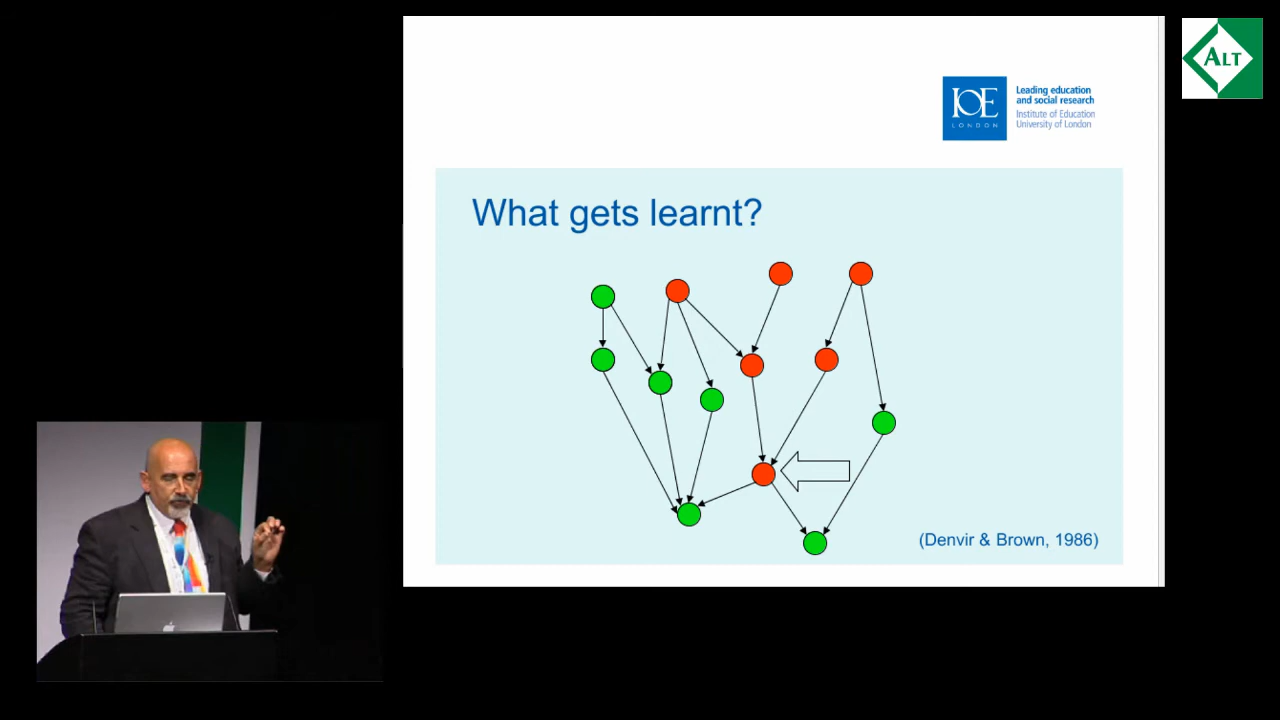 ALT
IOE
LONDON
Leading education
and social research
Institute of Education
University of London
What gets learnt?
(Denvir & Brown, 1986)